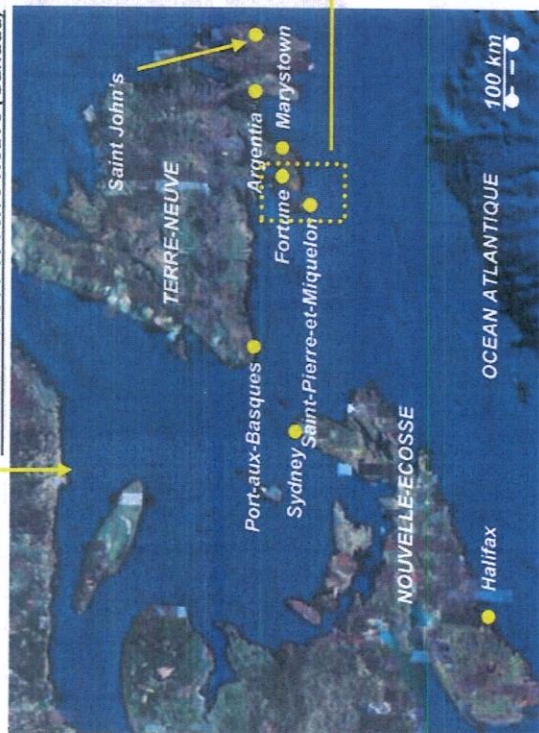 Saint John's
TERRE-NEUVE
Argentia
Marystown
Fortune
Saint-Pierre-et-Miquelon
Port-aux-Basques
Sydney
NOUVELLE-ECOSSE
Halifax
OCEAN ATLANTIQUE
100 km